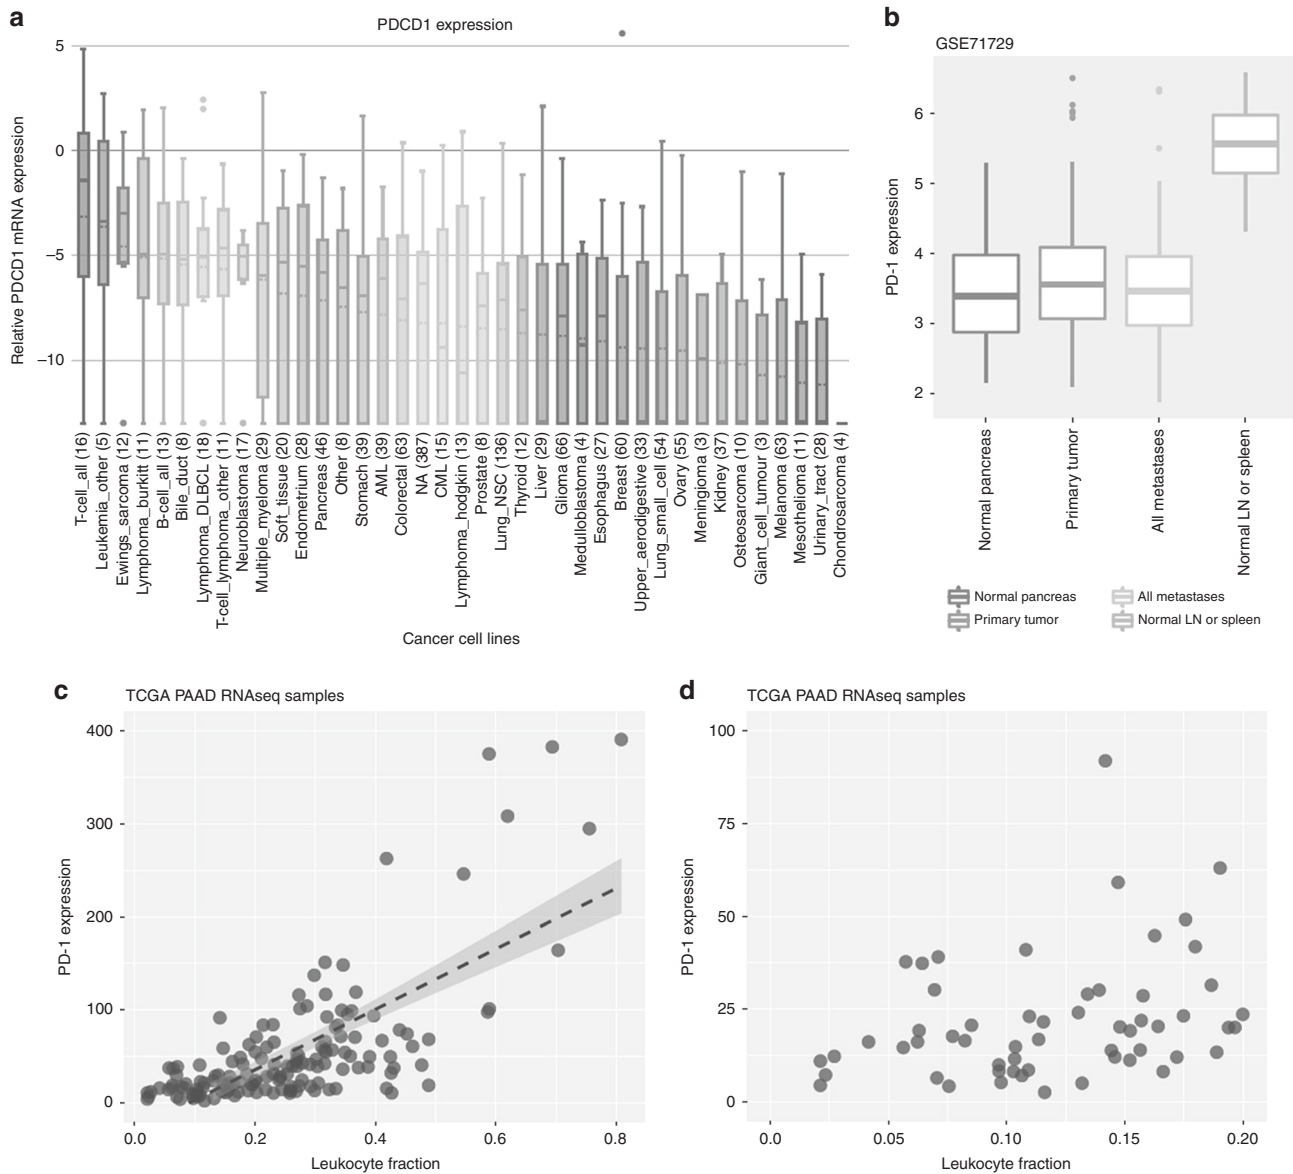 a
PDCD1 expression
Relative PDCD1 mRNA expression
5
0
−5
−10
T-cell_all (16)
Leukemia_other (5)
Ewings_sarcoma (12)
Lymphoma_burkitt (11)
B-cell_all (13)
Bile_duct (8)
Lymphoma_DLBCL (18)
T-cell_lymphoma_other (11)
Neuroblastoma (17)
Multiple_myeloma (29)
Soft_tissue (20)
Endometrium (28)
Pancreas (46)
Other (8)
Stomach (39)
AML (39)
Colorectal (63)
NA (387)
CML (15)
Lymphoma_hodgkin (13)
Prostate (8)
Lung_NSC (136)
Thyroid (12)
Liver (29)
Glioma (66)
Medulloblastoma (4)
Esophagus (27)
Breast (60)
Upper_aerodigestive (33)
Lung_small_cell (54)
Ovary (55)
Meningioma (3)
Kidney (37)
Osteosarcoma (10)
Giant_cell_tumour (3)
Melanoma (63)
Mesothelioma (11)
Urinary_tract (28)
Chondrosarcoma (4)
Cancer cell lines
b
GSE71729
PD-1 expression
6
5
4
3
2
Normal pancreas
Primary tumor
All metastases
Normal LN or spleen
Normal pancreas
All metastases
Primary tumor
Normal LN or spleen
c
TCGA PAAD RNAseq samples
PD-1 expression
400
300
200
100
0
0.0
0.2
0.4
0.6
0.8
Leukocyte fraction
d
TCGA PAAD RNAseq samples
PD-1 expression
100
75
50
25
0
0.0
0.05
0.10
0.15
0.20
Leukocyte fraction